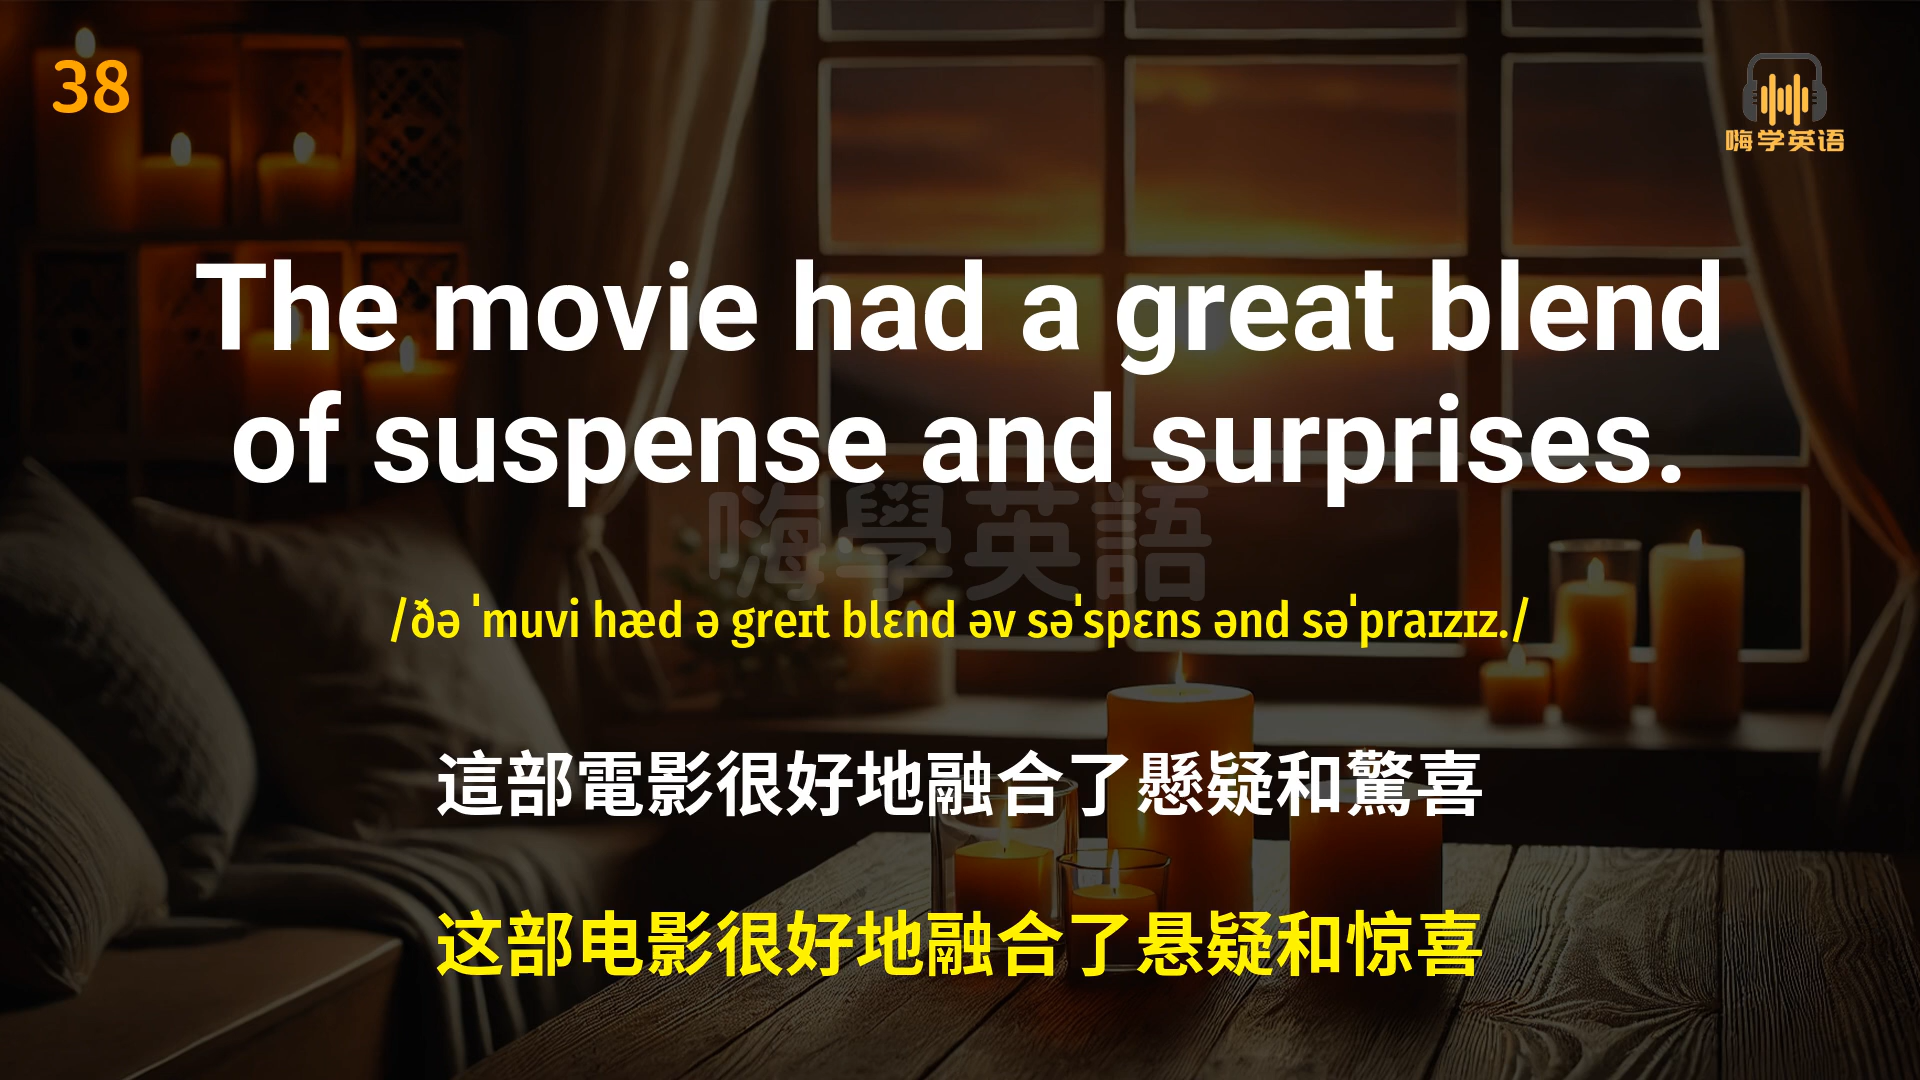 38
嗨学英语
The movie had a great blend
of suspense and surprises.
嗨學英語
/ðə ˈmuvi hæd ə ɡreɪt blɛnd əv səˈspɛns ənd səˈpraɪzɪz./
這部電影很好地融合了懸疑和驚喜
这部电影很好地融合了悬疑和惊喜